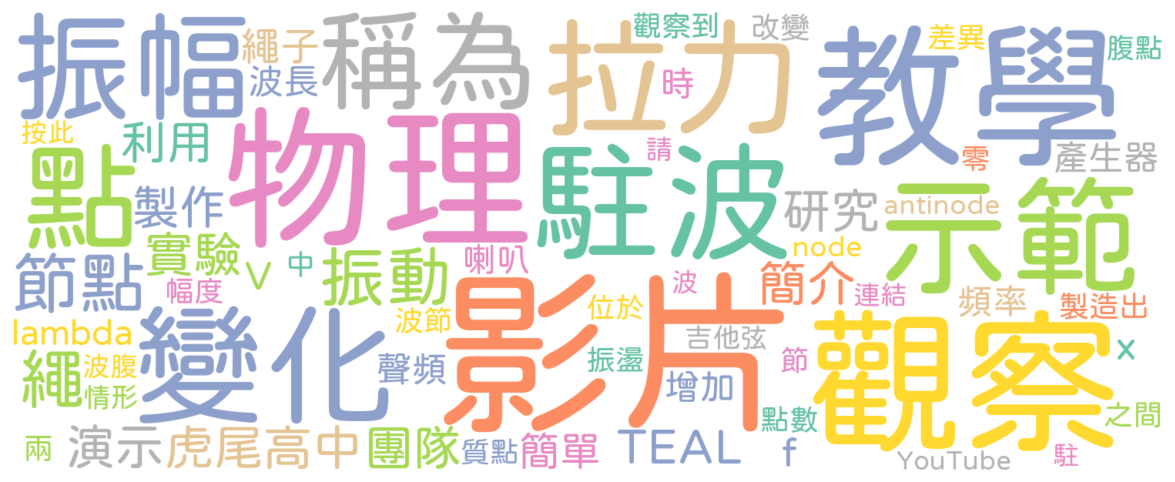 振幅
繩子
波長
稱為
拉力
觀察到
改變
時
教學
差異
腹點
按此
利用
物理
請
駐波
零
產生器
點
製作
研究
antinode
示範
node
實驗
V
中
節點
幅度
振動
喇叭
波
簡介
連結
頻率
製造出
位於
lambda
變化
波節
影片
吉他弦
觀察
x
繩
波腹
情形
聲頻
振盪
增加
節
點數
之間
兩
演示
虎尾高中
團隊
質點
簡單
TEAL
f
YouTube
駐